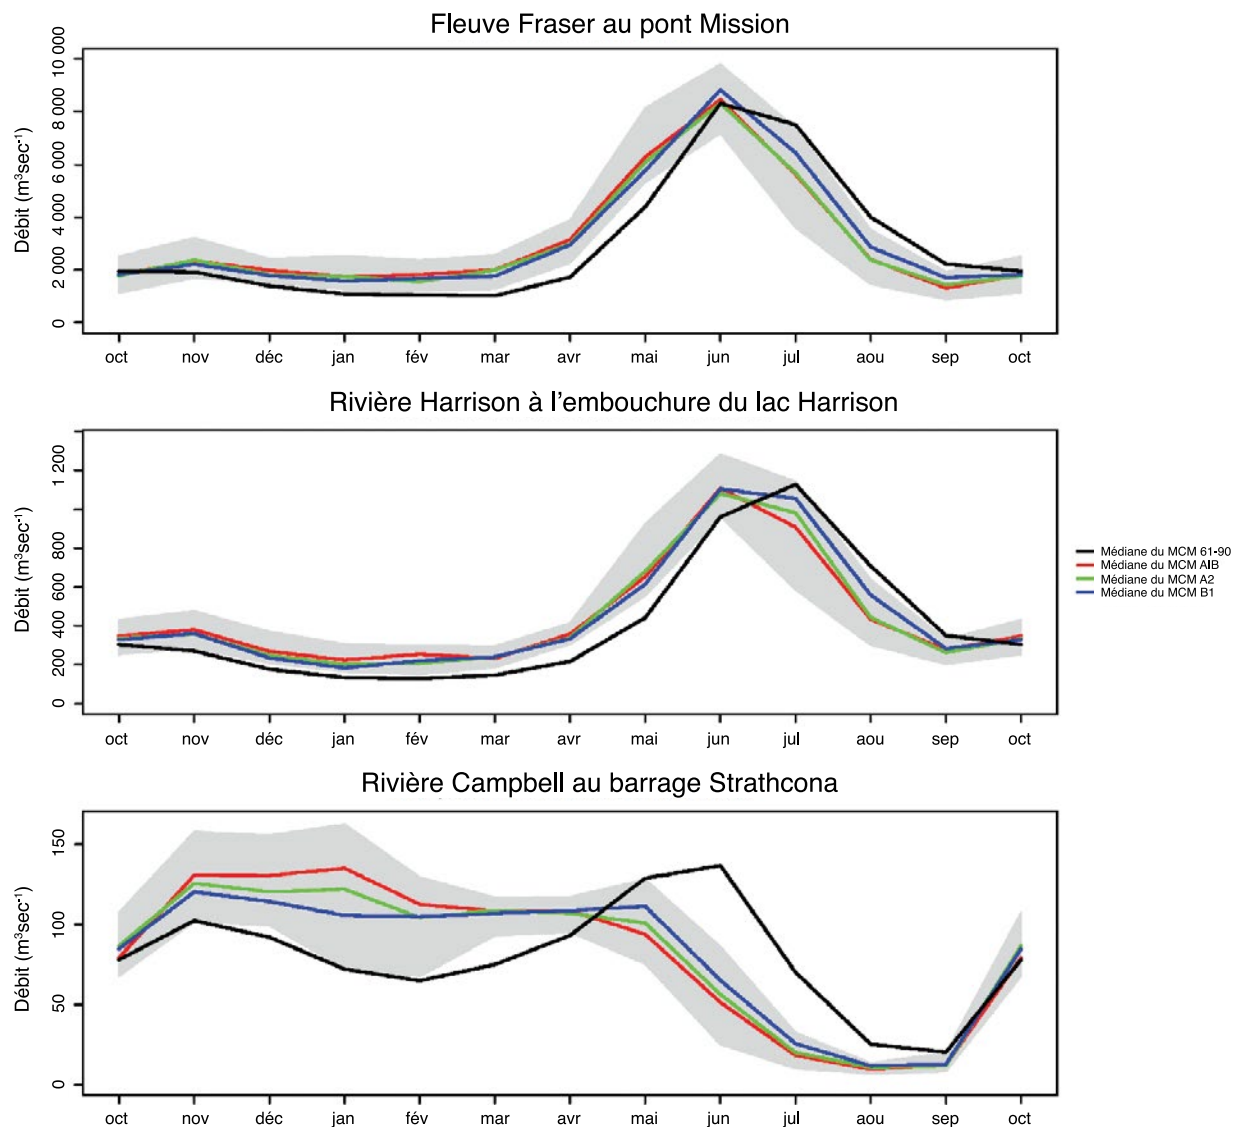 Fleuve Fraser au pont Mission
Débit (m³sec⁻¹)
10 000
8 000
6 000
4 000
2 000
0
oct nov déc jan fév mar avr mai jun jul aou sep oct
Rivière Harrison à l'embouchure du lac Harrison
Débit (m³sec⁻¹)
1 200
800
600
400
200
0
oct nov déc jan fév mar avr mai jun jul aou sep oct
Médiane du MCM 61-90
Médiane du MCM AIB
Médiane du MCM A2
Médiane du MCM B1
Rivière Campbell au barrage Strathcona
Débit (m³sec⁻¹)
150
100
50
0
oct nov déc jan fév mar avr mai jun jul aou sep oct